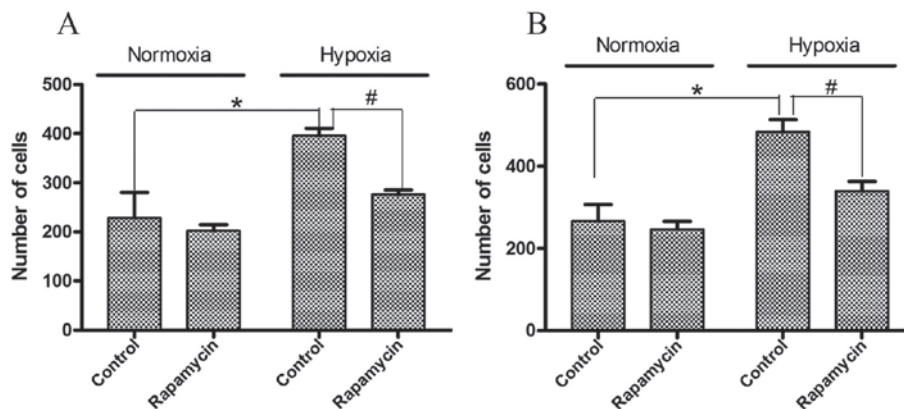 A
Normoxia Hypoxia
500
400
300
200
100
0
Number of cells
* #
Control Rapamycin Control Rapamycin
B
Normoxia Hypoxia
600
400
200
0
Number of cells
* #
Control Rapamycin Control Rapamycin